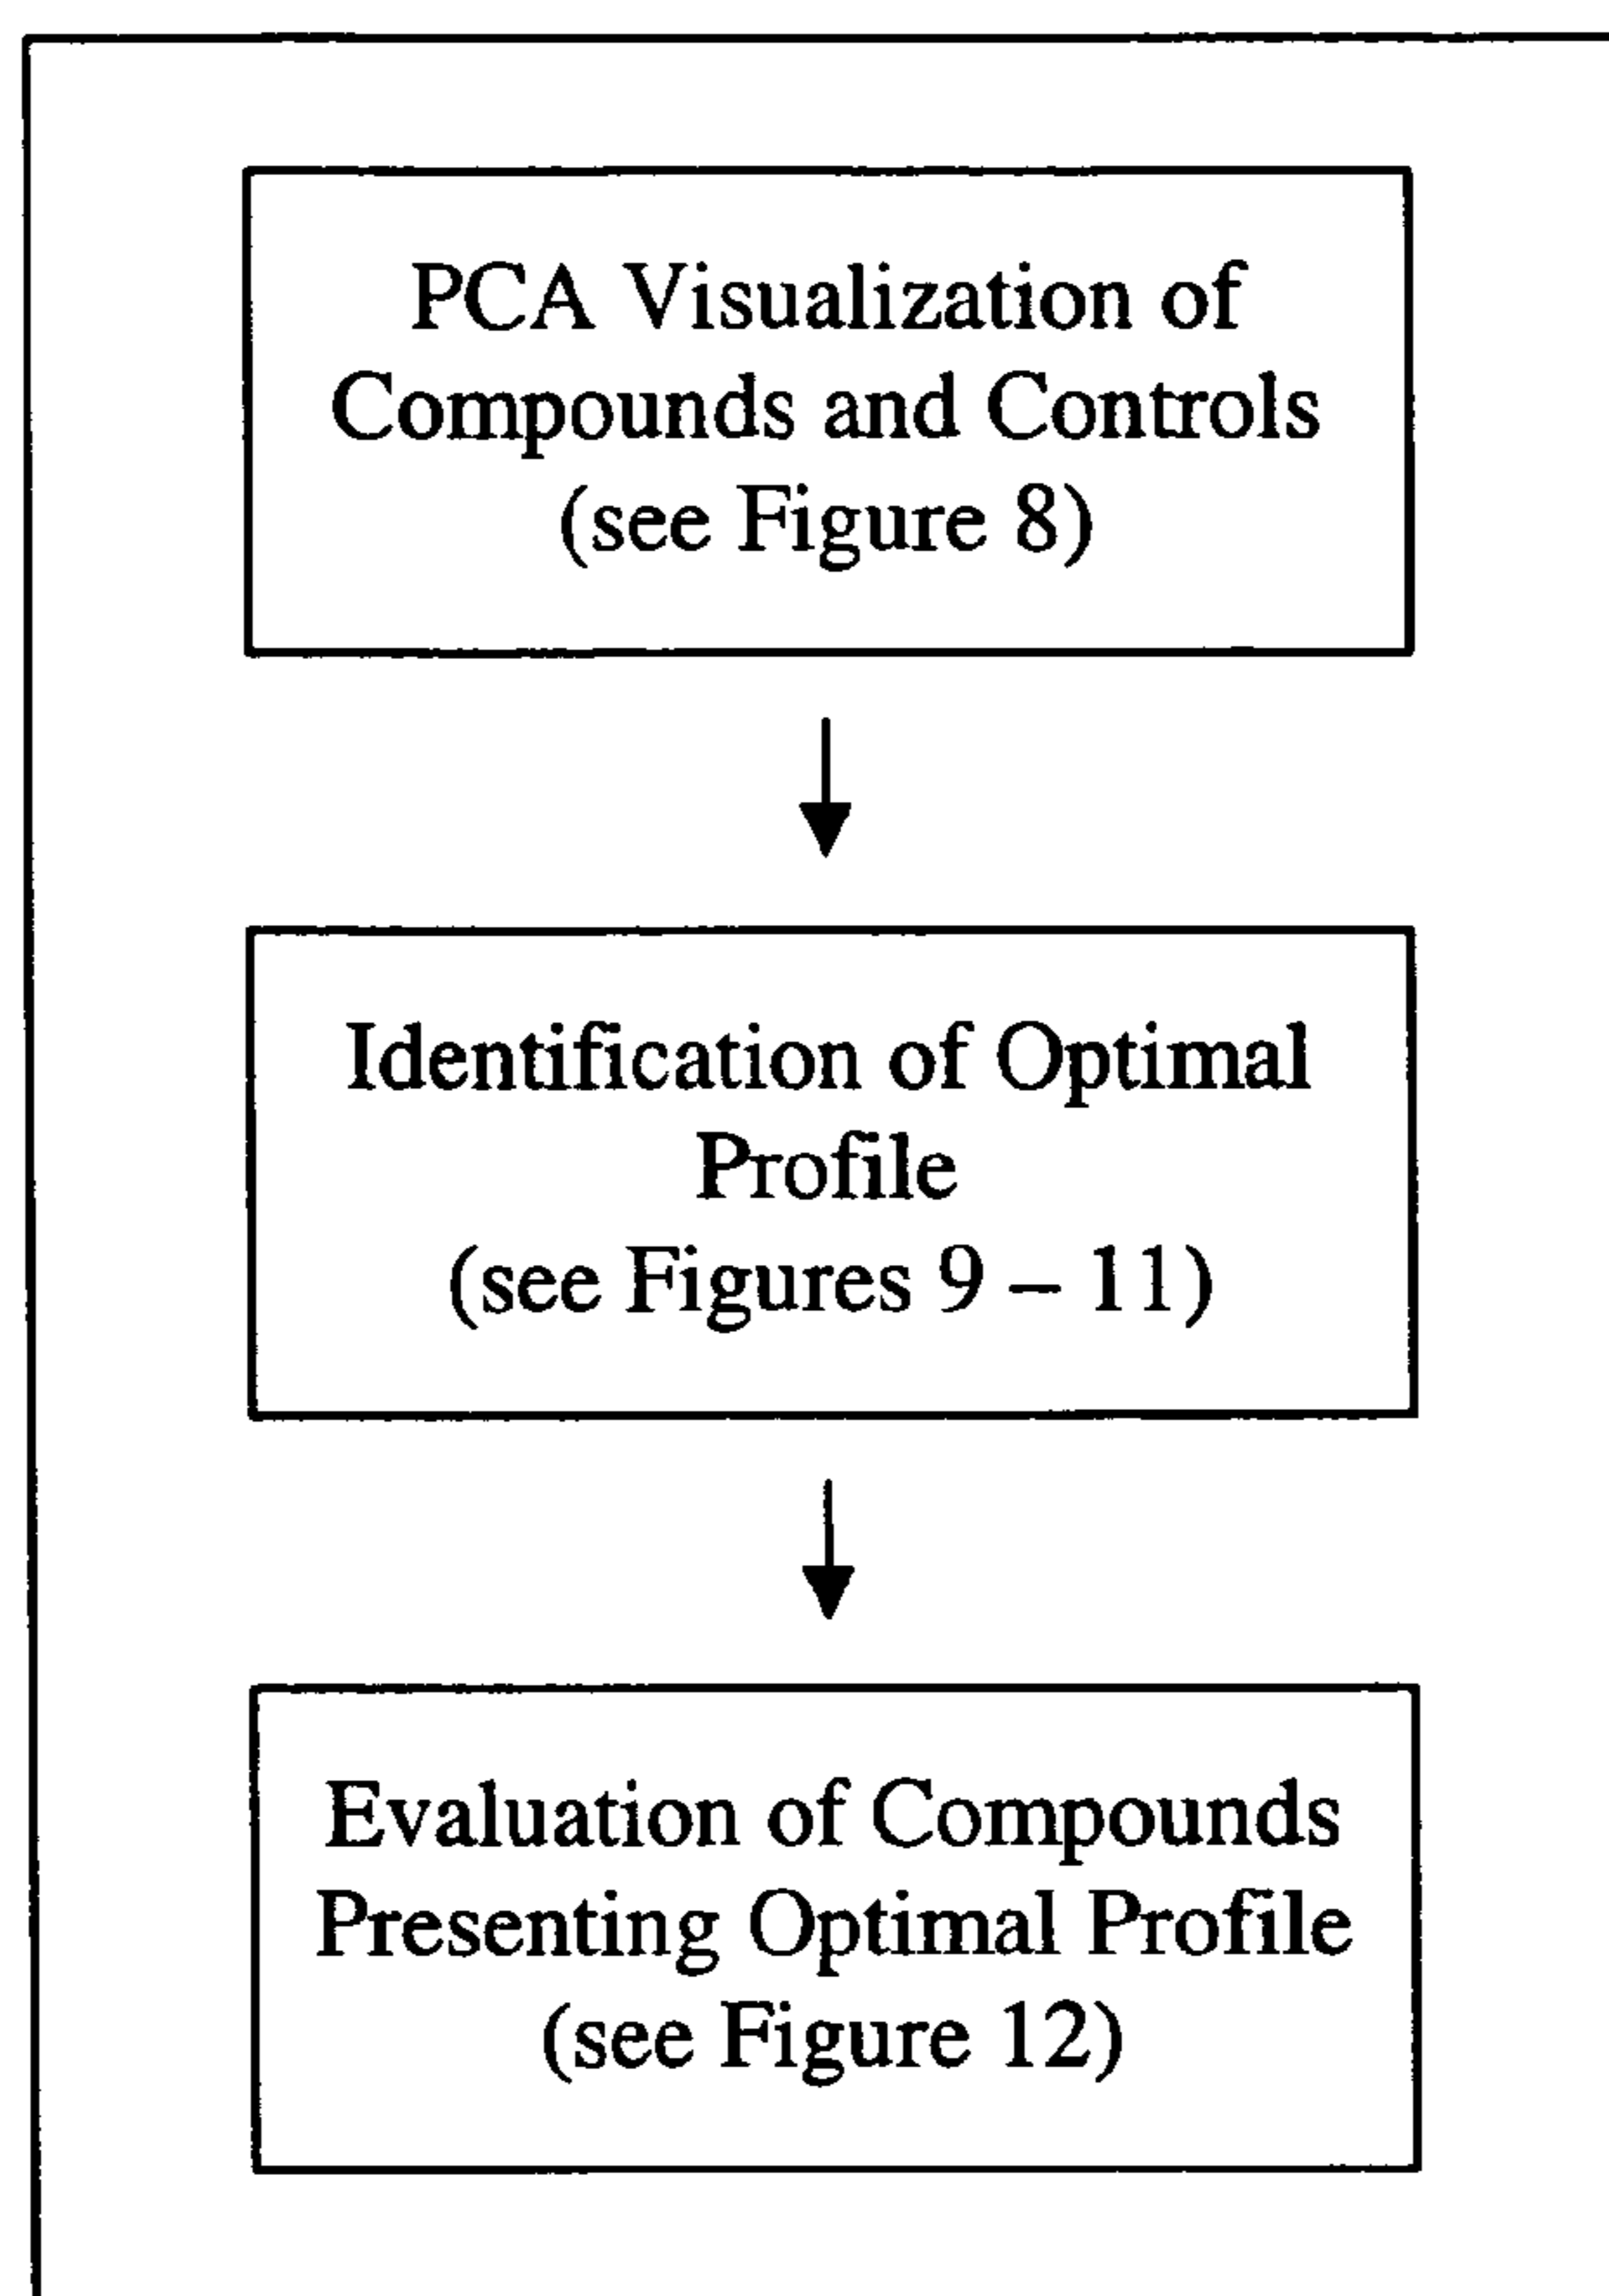 PCA Visualization of
Compounds and Controls
(see Figure 8)
Identification of Optimal
Profile
(see Figures 9 – 11)
Evaluation of Compounds
Presenting Optimal Profile
(see Figure 12)